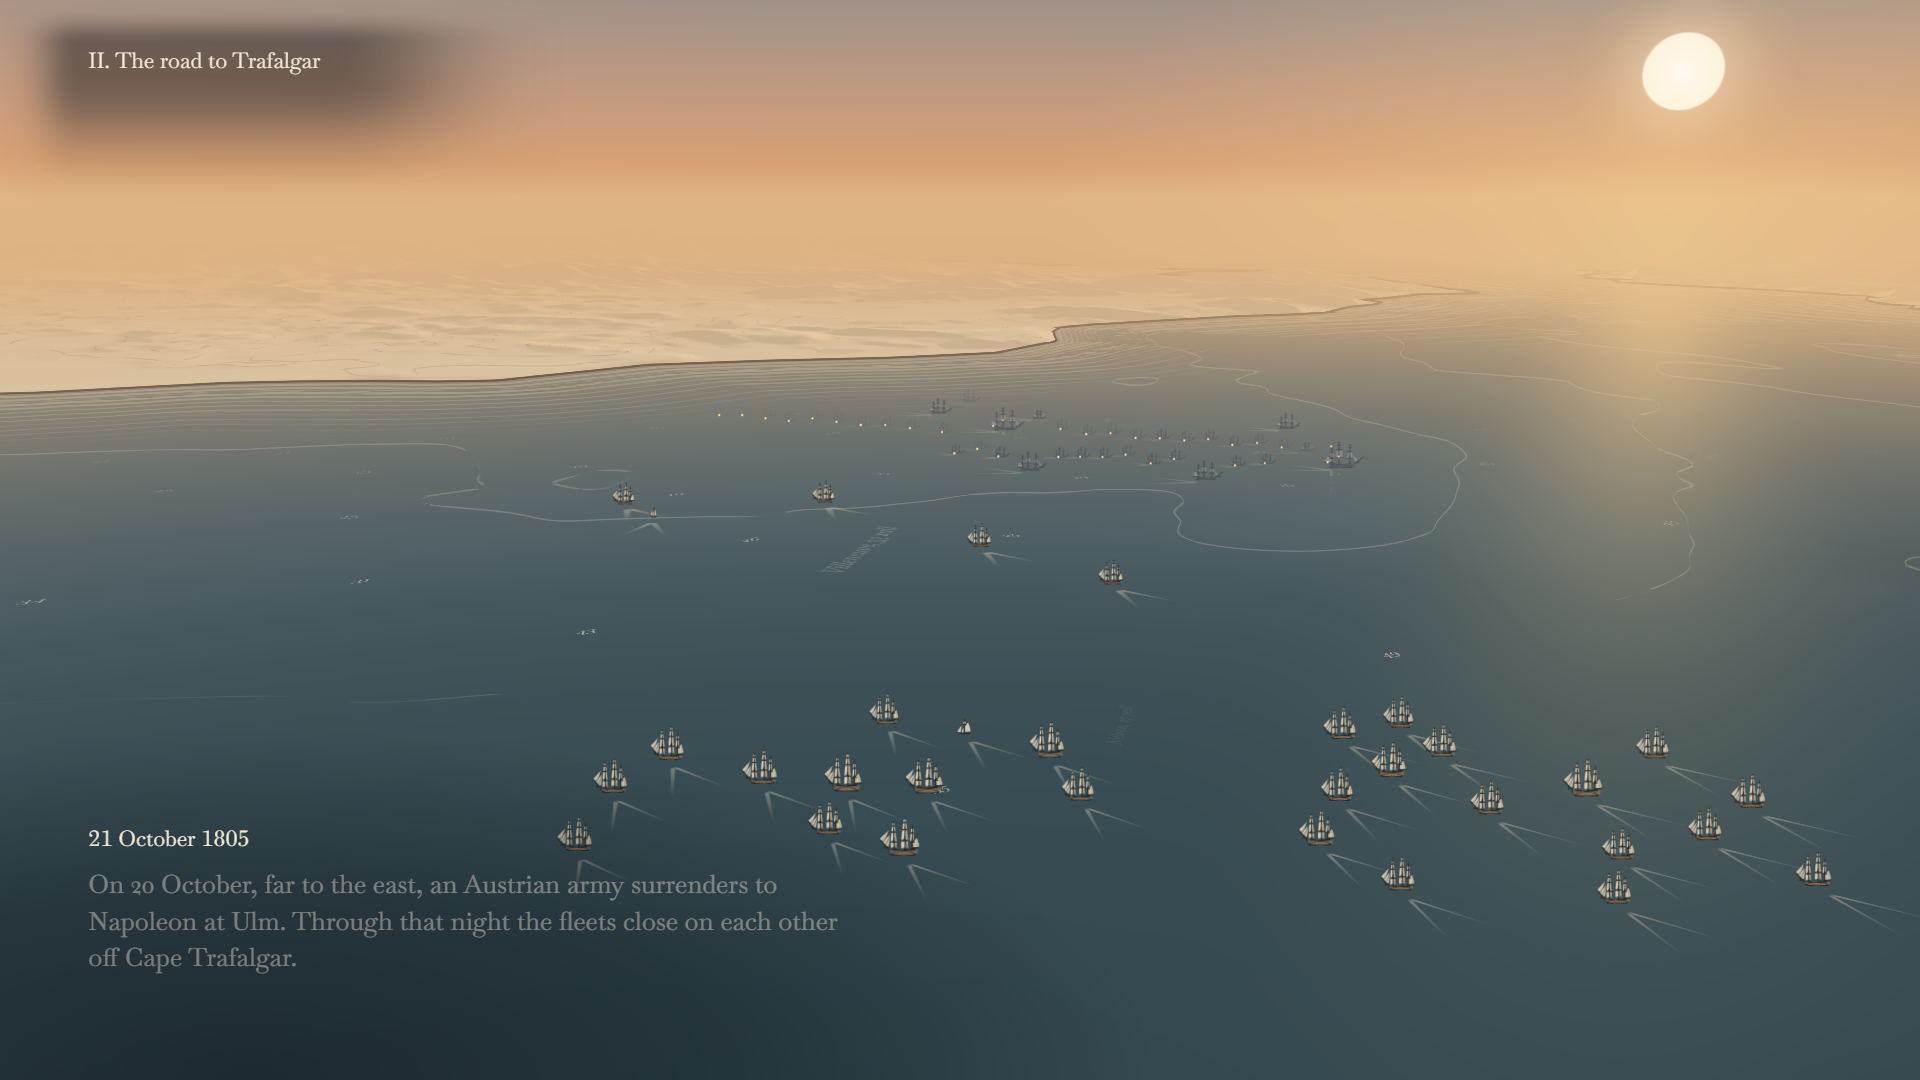 II. The road to Trafalgar
21 October 1805
On 20 October, far to the east, an Austrian army surrenders to
Napoleon at Ulm. Through that night the fleets close on each other
off Cape Trafalgar.